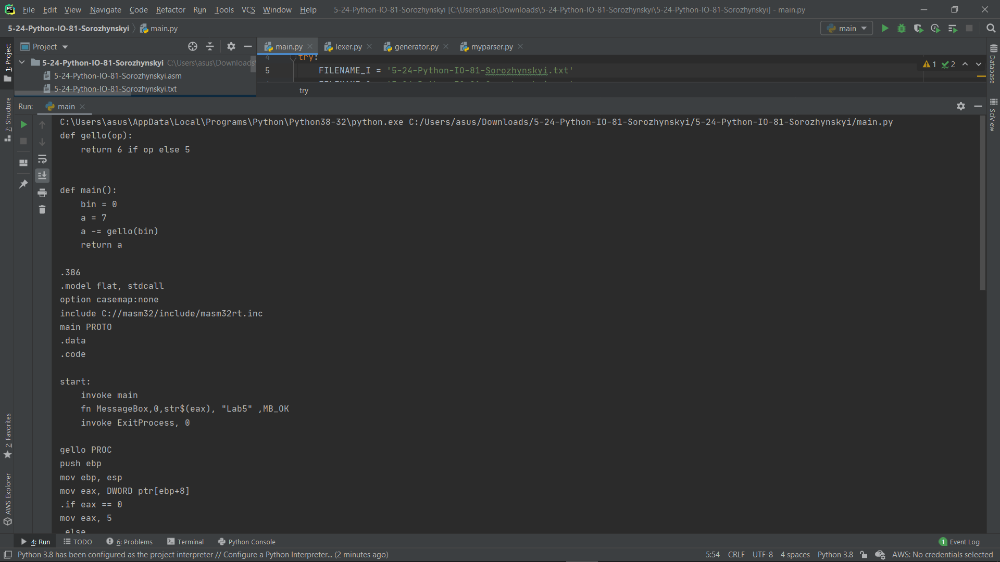 File Edit View Navigate Code Refactor Run Tools VCS Window Help 5-24-Python-IO-81-Sorozhynskyi [C:\Users\asus\Downloads\5-24-Python-IO-81-Sorozhynskyi\5-24-Python-IO-81-Sorozhynskyi] - main.py
5-24-Python-IO-81-Sorozhynskyi main.py main
1: Project
Project main.py lexer.py generator.py myparser.py
5-24-Python-IO-81-Sorozhynskyi C:\Users\asus\Downloads\
5-24-Python-IO-81-Sorozhynskyi.asm
5-24-Python-IO-81-Sorozhynskyi.txt
4 try:
5 FILENAME_I = '5-24-Python-IO-81-Sorozhynskyi.txt'
1 2
try
Database
SciView
7: Structure
2: Favorites
AWS Explorer
Run: main
C:\Users\asus\AppData\Local\Programs\Python\Python38-32\python.exe C:/Users/asus/Downloads/5-24-Python-IO-81-Sorozhynskyi/5-24-Python-IO-81-Sorozhynskyi/main.py
def gello(op):
    return 6 if op else 5
def main():
    bin = 0
    a = 7
    a -= gello(bin)
    return a
.386
.model flat, stdcall
option casemap:none
include C://masm32/include/masm32rt.inc
main PROTO
.data
.code
start:
    invoke main
    fn MessageBox,0,str$(eax), "Lab5" ,MB_OK
    invoke ExitProcess, 0
gello PROC
push ebp
mov ebp, esp
mov eax, DWORD ptr[ebp+8]
.if eax == 0
mov eax, 5
.else
4: Run TODO 6: Problems Terminal Python Console 1 Event Log
Python 3.8 has been configured as the project interpreter // Configure a Python Interpreter... (2 minutes ago) 5:54 CRLF UTF-8 4 spaces Python 3.8 AWS: No credentials selected